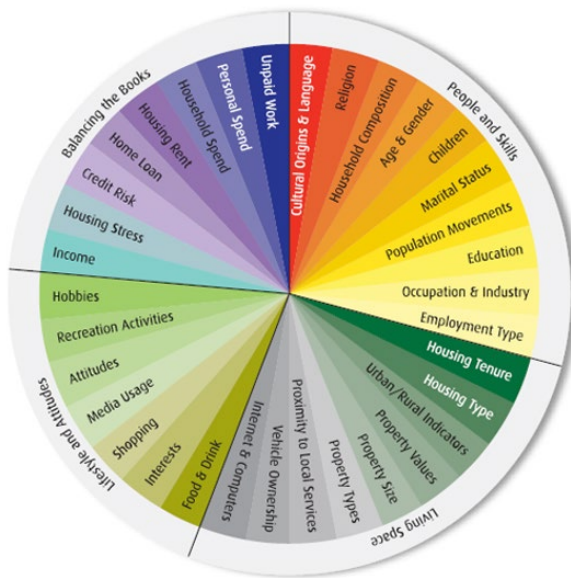 People and Skills
Cultural Origins & Language
Religion
Household Composition
Age & Gender
Children
Marital Status
Population Movements
Education
Occupation & Industry
Employment Type
Living Space
Housing Tenure
Housing Type
Urban/Rural Indicators
Property Values
Property Size
Property Types
Proximity to Local Services
Vehicle Ownership
Internet & Computers
Lifestyle and Attitudes
Food & Drink
Interests
Shopping
Media Usage
Attitudes
Recreation Activities
Hobbies
Balancing the Books
Income
Housing Stress
Credit Risk
Home Loan
Housing Rent
Household Spend
Personal Spend
Unpaid Work